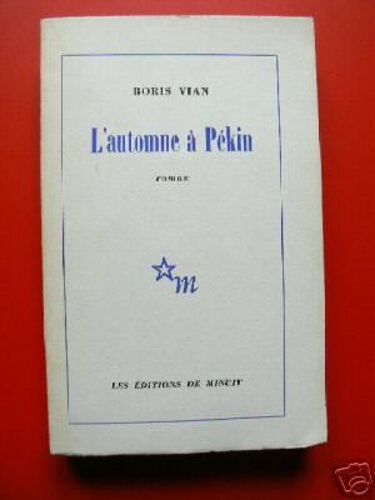 BORIS VIAN
L'automne à Pékin
roman
m
LES ÉDITIONS DE MINUIT